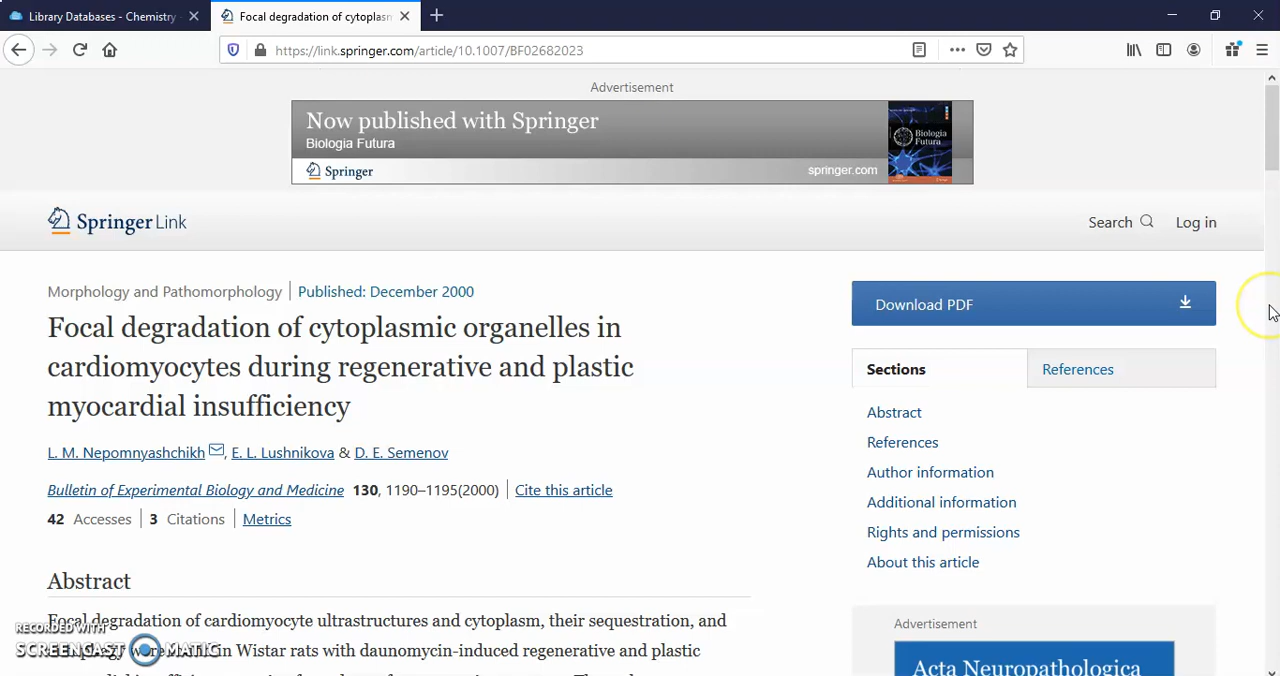 Library Databases - Chemistry
Focal degradation of cytoplasm
https://link.springer.com/article/10.1007/BF02682023
Advertisement
Now published with Springer
Biologia Futura
Biologia
Futura
Springer
springer.com
Springer Link
Search
Log in
Morphology and Pathomorphology | Published: December 2000
Focal degradation of cytoplasmic organelles in
cardiomyocytes during regenerative and plastic
myocardial insufficiency
L. M. Nepomnyashchikh, E. L. Lushnikova & D. E. Semenov
Bulletin of Experimental Biology and Medicine 130, 1190–1195(2000) | Cite this article
42 Accesses | 3 Citations | Metrics
Abstract
Focal degradation of cardiomyocyte ultrastructures and cytoplasm, their sequestration, and
in Wistar rats with daunomycin-induced regenerative and plastic
RECORDED WITH
SCREENCAST MATIC
Download PDF
Sections
References
Abstract
References
Author information
Additional information
Rights and permissions
About this article
Advertisement
Acta Neuropathologica